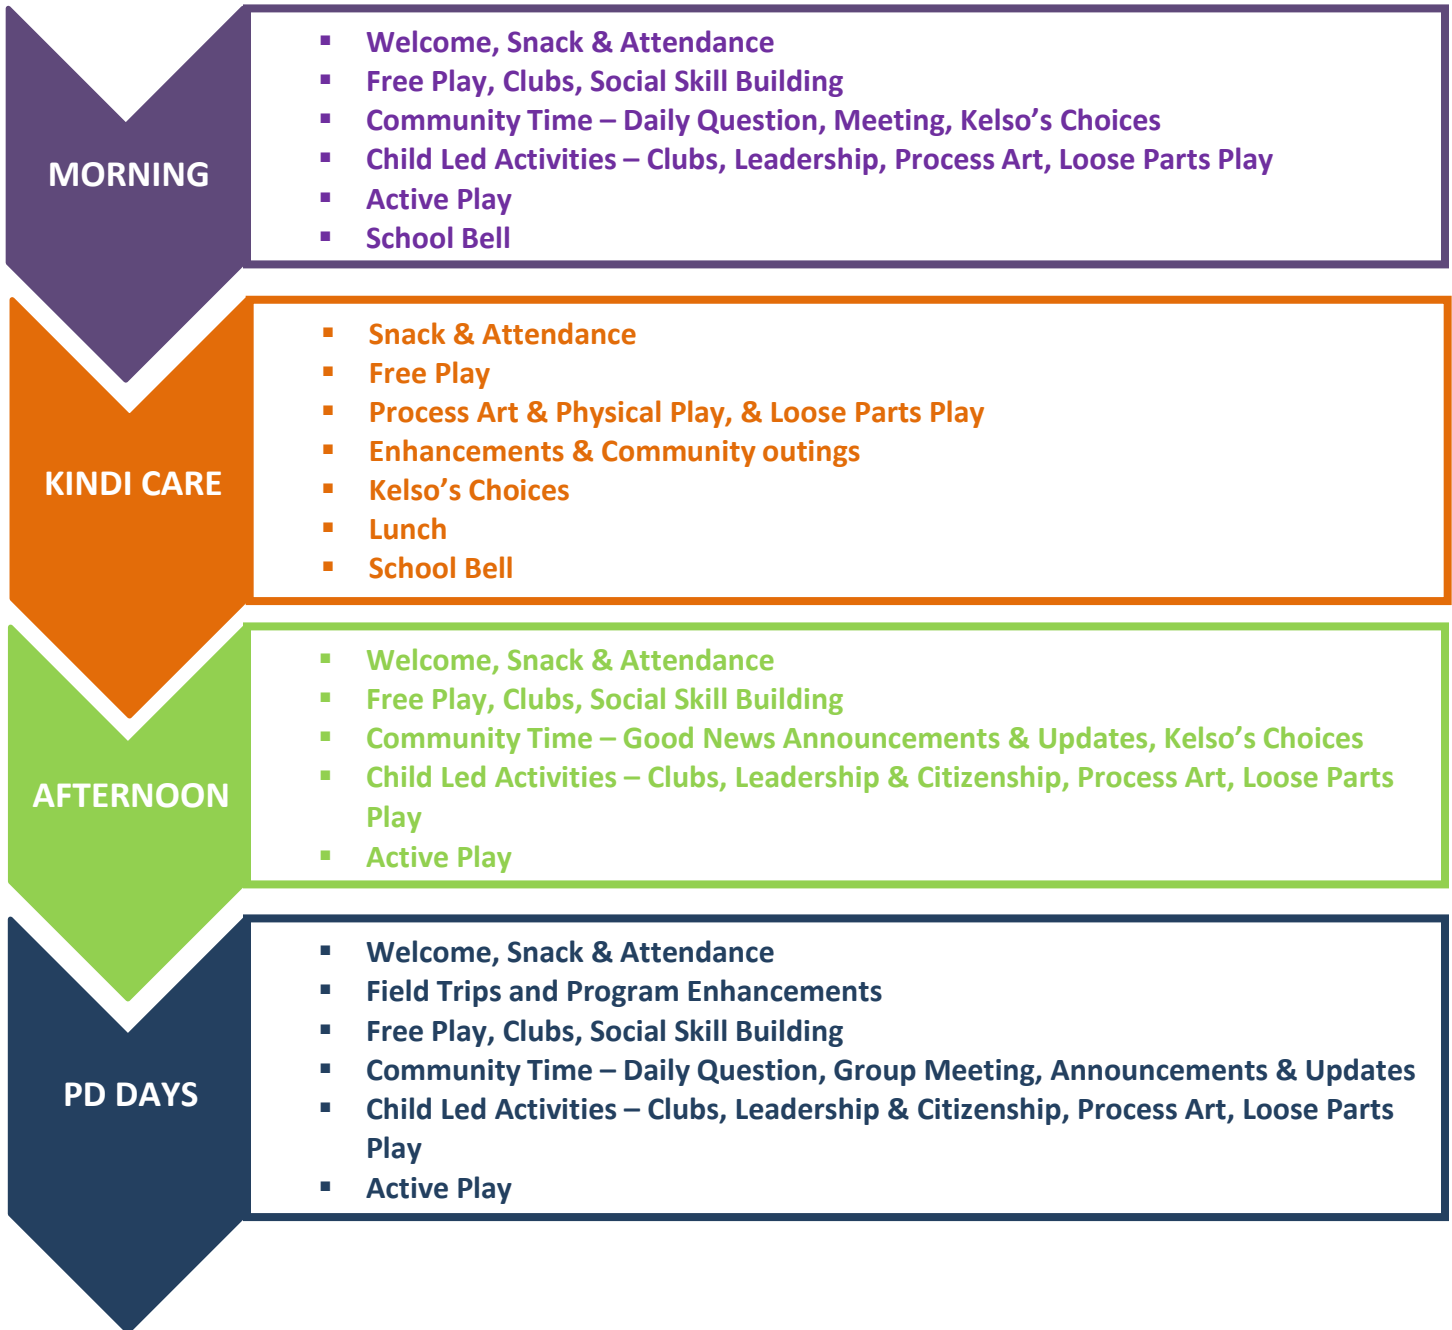 MORNING
▪ Welcome, Snack & Attendance
▪ Free Play, Clubs, Social Skill Building
▪ Community Time – Daily Question, Meeting, Kelso’s Choices
▪ Child Led Activities – Clubs, Leadership, Process Art, Loose Parts Play
▪ Active Play
▪ School Bell
KINDI CARE
▪ Snack & Attendance
▪ Free Play
▪ Process Art & Physical Play, & Loose Parts Play
▪ Enhancements & Community outings
▪ Kelso’s Choices
▪ Lunch
▪ School Bell
AFTERNOON
▪ Welcome, Snack & Attendance
▪ Free Play, Clubs, Social Skill Building
▪ Community Time – Good News Announcements & Updates, Kelso’s Choices
▪ Child Led Activities – Clubs, Leadership & Citizenship, Process Art, Loose Parts
Play
▪ Active Play
PD DAYS
▪ Welcome, Snack & Attendance
▪ Field Trips and Program Enhancements
▪ Free Play, Clubs, Social Skill Building
▪ Community Time – Daily Question, Group Meeting, Announcements & Updates
▪ Child Led Activities – Clubs, Leadership & Citizenship, Process Art, Loose Parts
Play
▪ Active Play